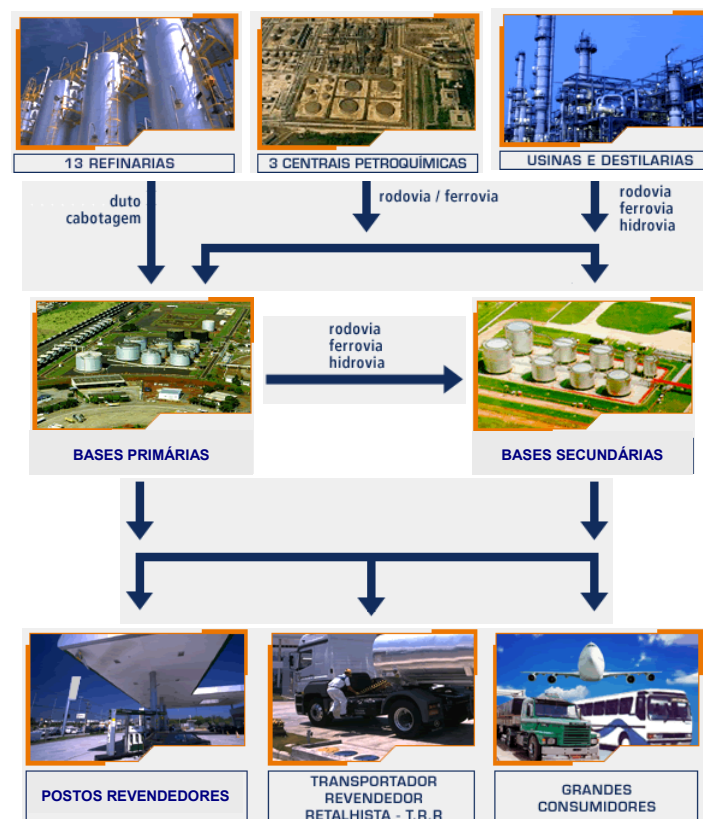 13 REFINARIAS
3 CENTRAIS PETROQUÍMICAS
USINAS E DESTILARIAS
duto
cabotagem
rodovia / ferrovia
rodovia
ferrovia
hidrovia
rodovia
ferrovia
hidrovia
BASES PRIMÁRIAS
BASES SECUNDÁRIAS
POSTOS REVENDEDORES
TRANSPORTADOR
REVENDEDOR
RETALHISTA - T.R.R
GRANDES
CONSUMIDORES